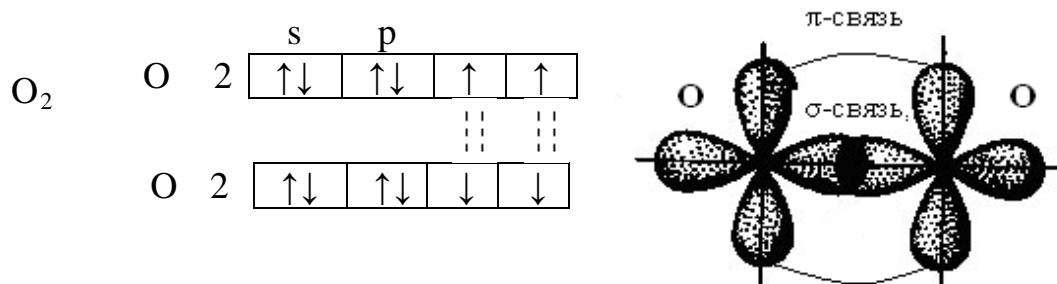 O₂
s p
O 2 ↑↓ ↑↓ ↑ ↑
O 2 ↑↓ ↑↓ ↓ ↓
π-связь
O O
σ-связь